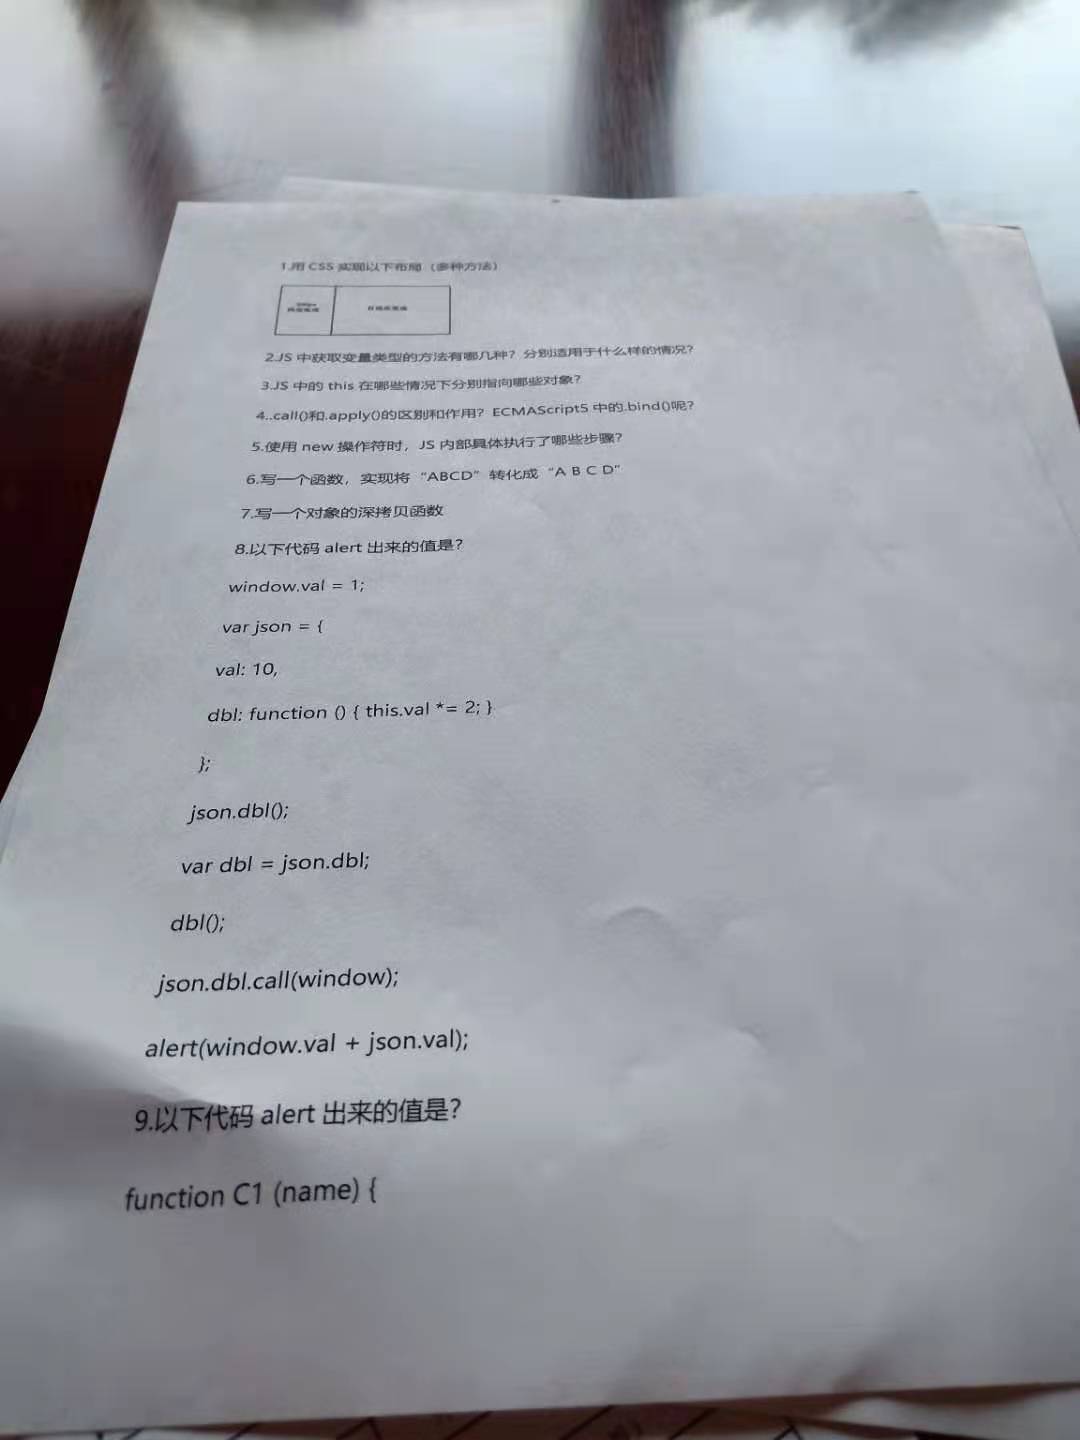 1.用 CSS 实现以下布局（多种方法）
2.JS 中获取变量类型的方法有哪几种？分别适用于什么样的情况？
3.JS 中的 this 在哪些情况下分别指向哪些对象？
4..call()和.apply()的区别和作用？ECMAScript5 中的.bind()呢？
5.使用 new 操作符时，JS 内部具体执行了哪些步骤？
6.写一个函数，实现将“ABCD”转化成“A B C D”
7.写一个对象的深拷贝函数
8.以下代码 alert 出来的值是？
window.val = 1;
var json = {
val: 10,
dbl: function () { this.val *= 2; }
};
json.dbl();
var dbl = json.dbl;
dbl();
json.dbl.call(window);
alert(window.val + json.val);
9.以下代码 alert 出来的值是？
function C1 (name) {